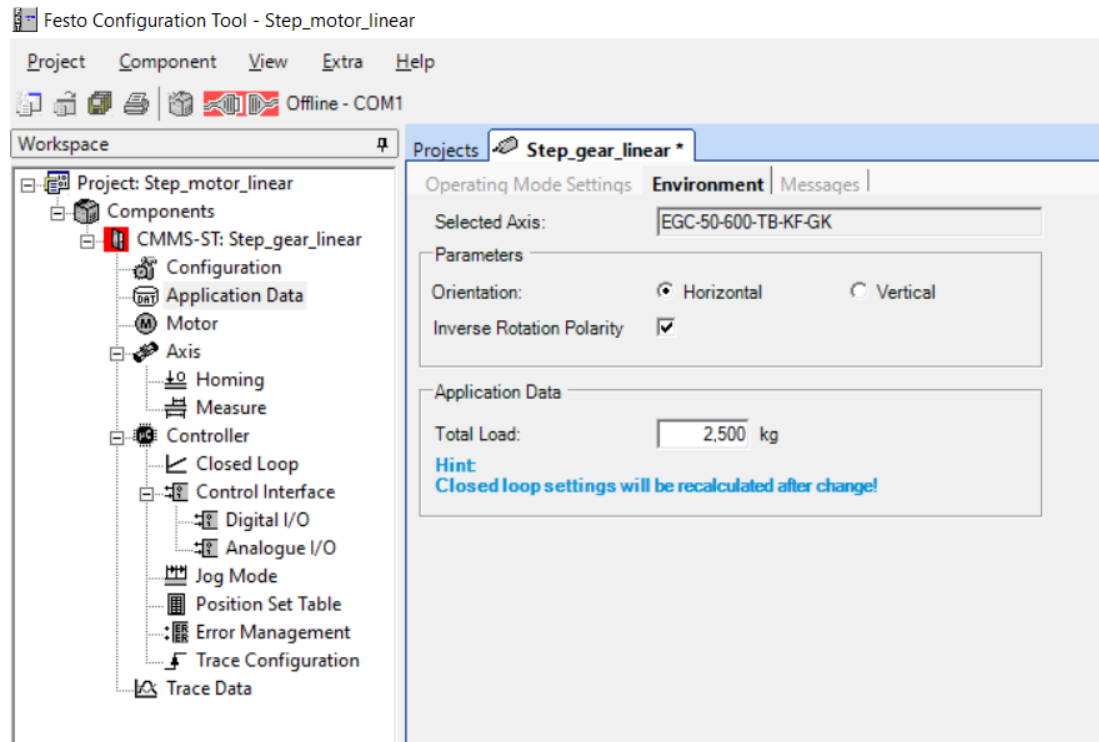 Festo Configuration Tool - Step_motor_linear
Project Component View Extra Help
Offline - COM1
Workspace
Project: Step_motor_linear
Components
CMMS-ST: Step_gear_linear
Configuration
Application Data
Motor
Axis
Homing
Measure
Controller
Closed Loop
Control Interface
Digital I/O
Analogue I/O
Jog Mode
Position Set Table
Error Management
Trace Configuration
Trace Data
Projects Step_gear_linear *
Operating Mode Settings Environment Messages
Selected Axis: EGC-50-600-TB-KF-GK
Parameters
Orientation: Horizontal Vertical
Inverse Rotation Polarity
Application Data
Total Load: 2,500 kg
Hint:
Closed loop settings will be recalculated after change!